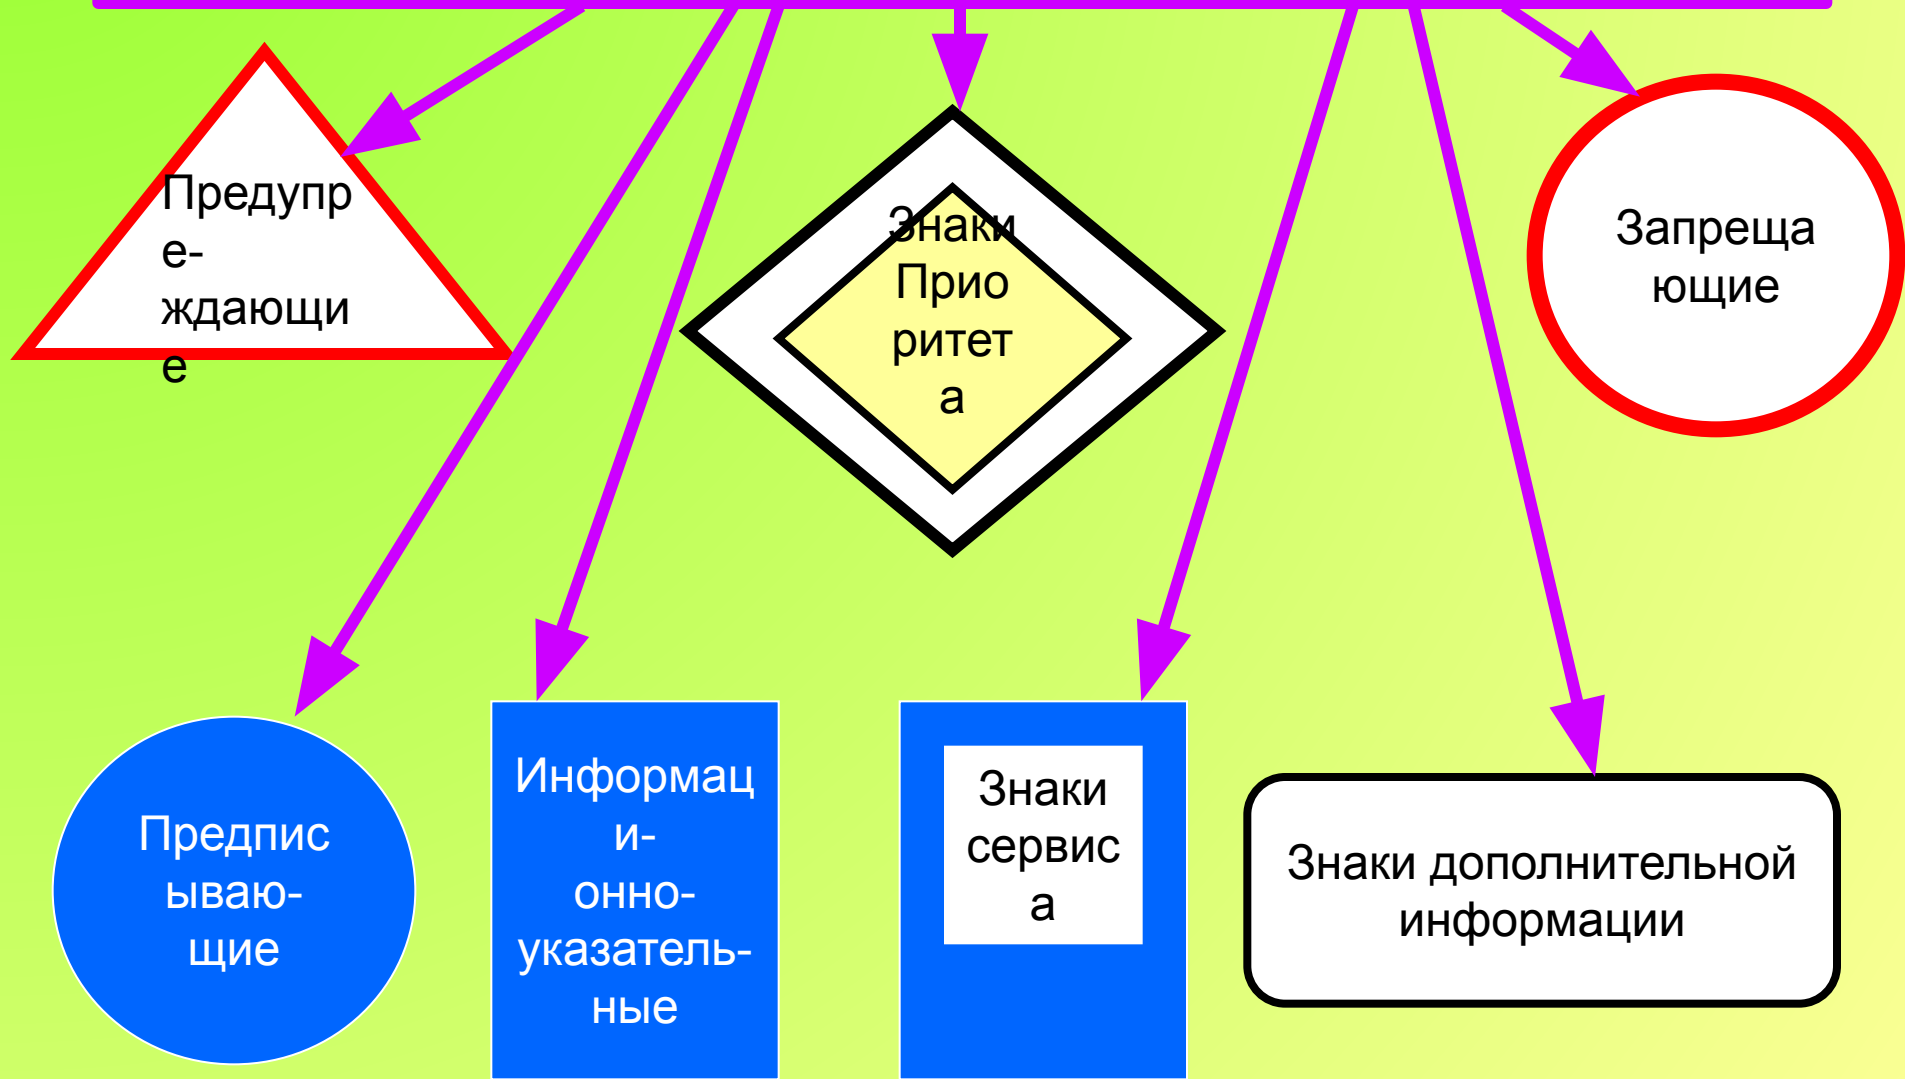 Предупр
е-
ждающи
е
Знаки
Прио
ритет
а
Запреща
ющие
Предпис
ываю-
щие
Информац
и-
онно-
указатель-
ные
Знаки
сервис
а
Знаки дополнительной
информации